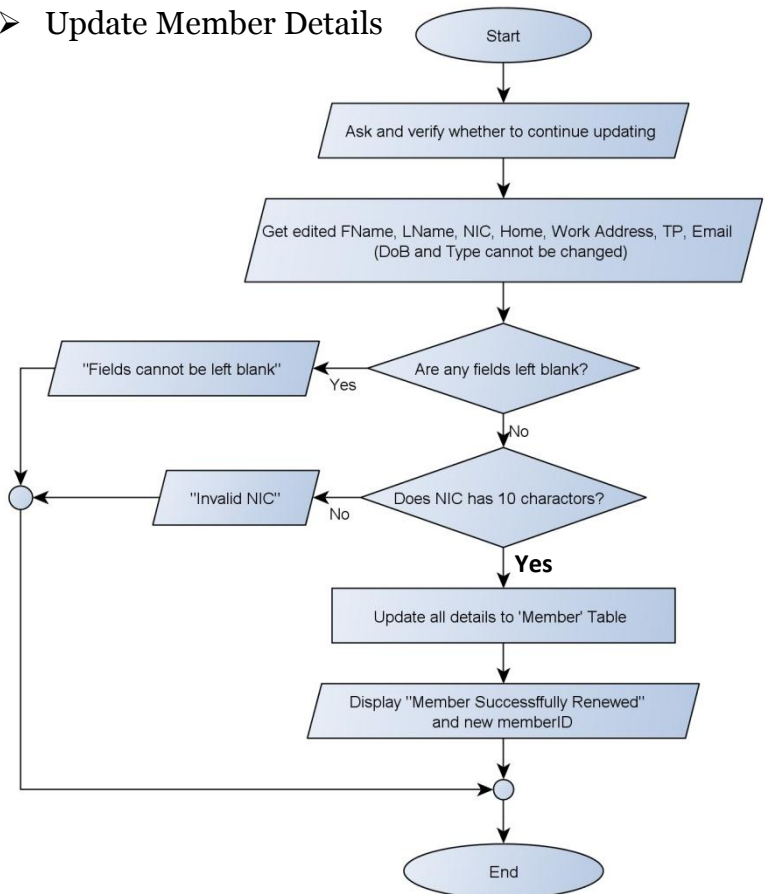 Update Member Details
Start
Ask and verify whether to continue updating
Get edited FName, LName, NIC, Home, Work Address, TP, Email
(DoB and Type cannot be changed)
Are any fields left blank?
Yes
"Fields cannot be left blank"
No
Does NIC has 10 charactors?
No
"Invalid NIC"
Yes
Update all details to 'Member' Table
Display "Member Successffully Renewed"
and new memberID
End